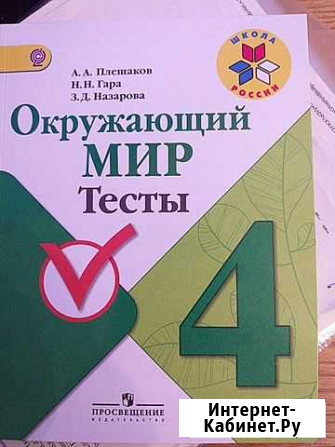 А. А. Плешаков
Н. Н. Гара
З. Д. Назарова
ШКОЛА
РОССИИ
Окружающий
МИР
Тесты
4
ПРОСВЕЩЕНИЕ
ИЗДАТЕЛЬСТВО
Интернет-
Кабинет.Ру